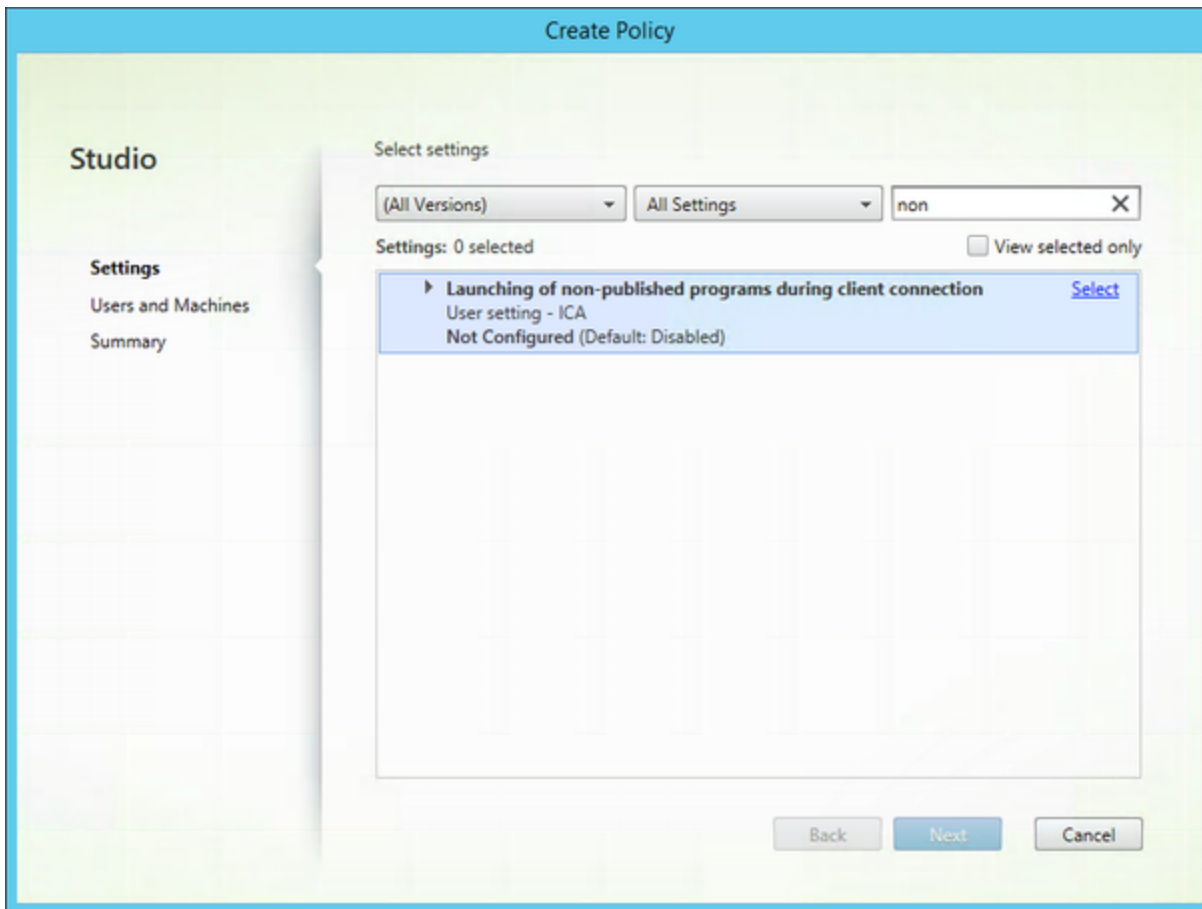 Create Policy
Studio
Select settings
(All Versions)
All Settings
non
Settings: 0 selected
View selected only
Settings
Users and Machines
Summary
Launching of non-published programs during client connection
Select
User setting - ICA
Not Configured (Default: Disabled)
Back
Next
Cancel